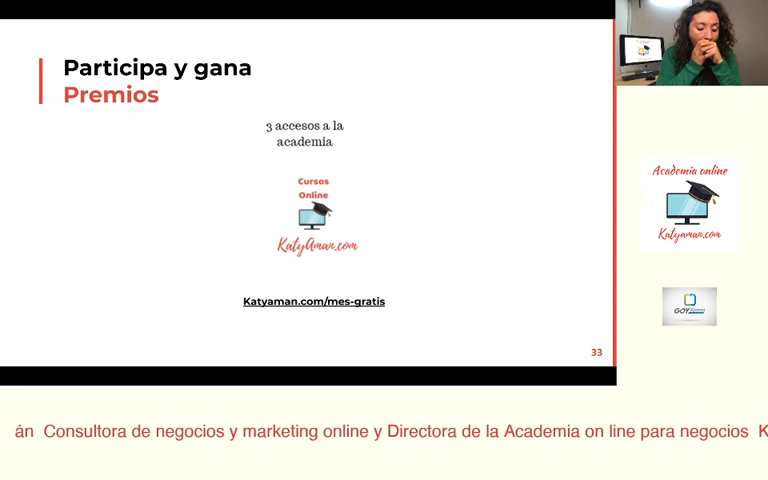 Participa y gana
Premios
3 accesos a la
academia
Cursos
Online
KatyAman.com
Katyaman.com/mes-gratis
33
Academia online
Katyaman.com
án Consultora de negocios y marketing online y Directora de la Academia on line para negocios K